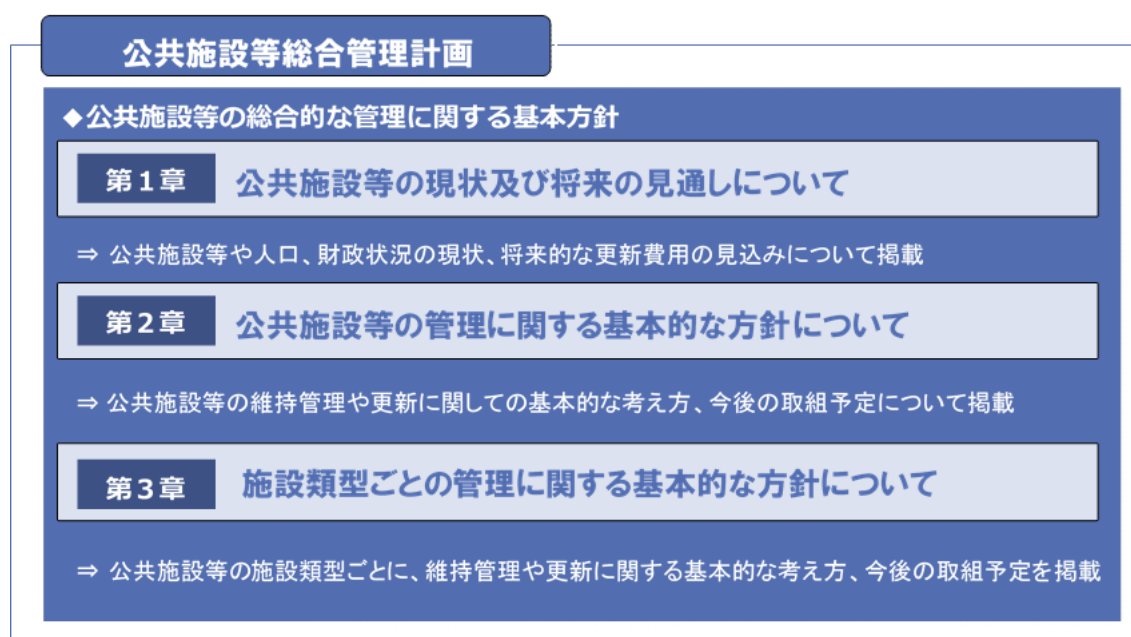 公共施設等総合管理計画
◆公共施設等の総合的な管理に関する基本方針
第1章 公共施設等の現状及び将来の見通しについて
⇒ 公共施設等や人口、財政状況の現状、将来的な更新費用の見込みについて掲載
第2章 公共施設等の管理に関する基本的な方針について
⇒ 公共施設等の維持管理や更新に関しての基本的な考え方、今後の取組予定について掲載
第3章 施設類型ごとの管理に関する基本的な方針について
⇒ 公共施設等の施設類型ごとに、維持管理や更新に関する基本的な考え方、今後の取組予定を掲載